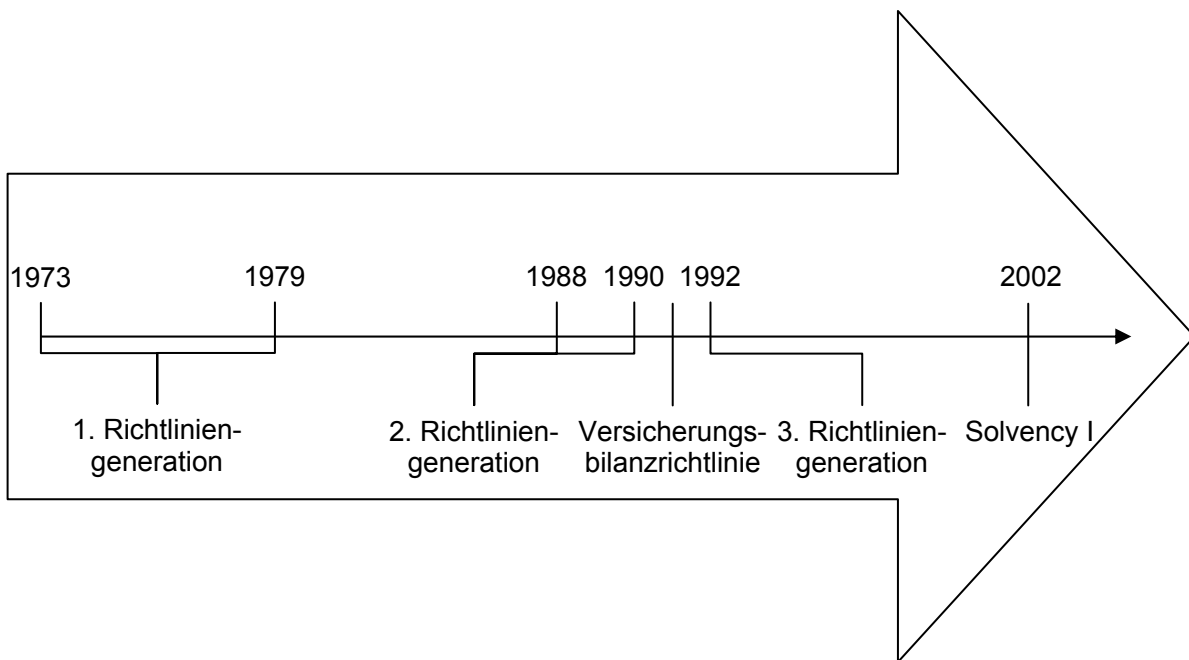 1973 1979 1988 1990 1992 2002
1. Richtlinien-
generation
2. Richtlinien-
generation
Versicherungs-
bilanzrichtlinie
3. Richtlinien-
generation
Solvency I